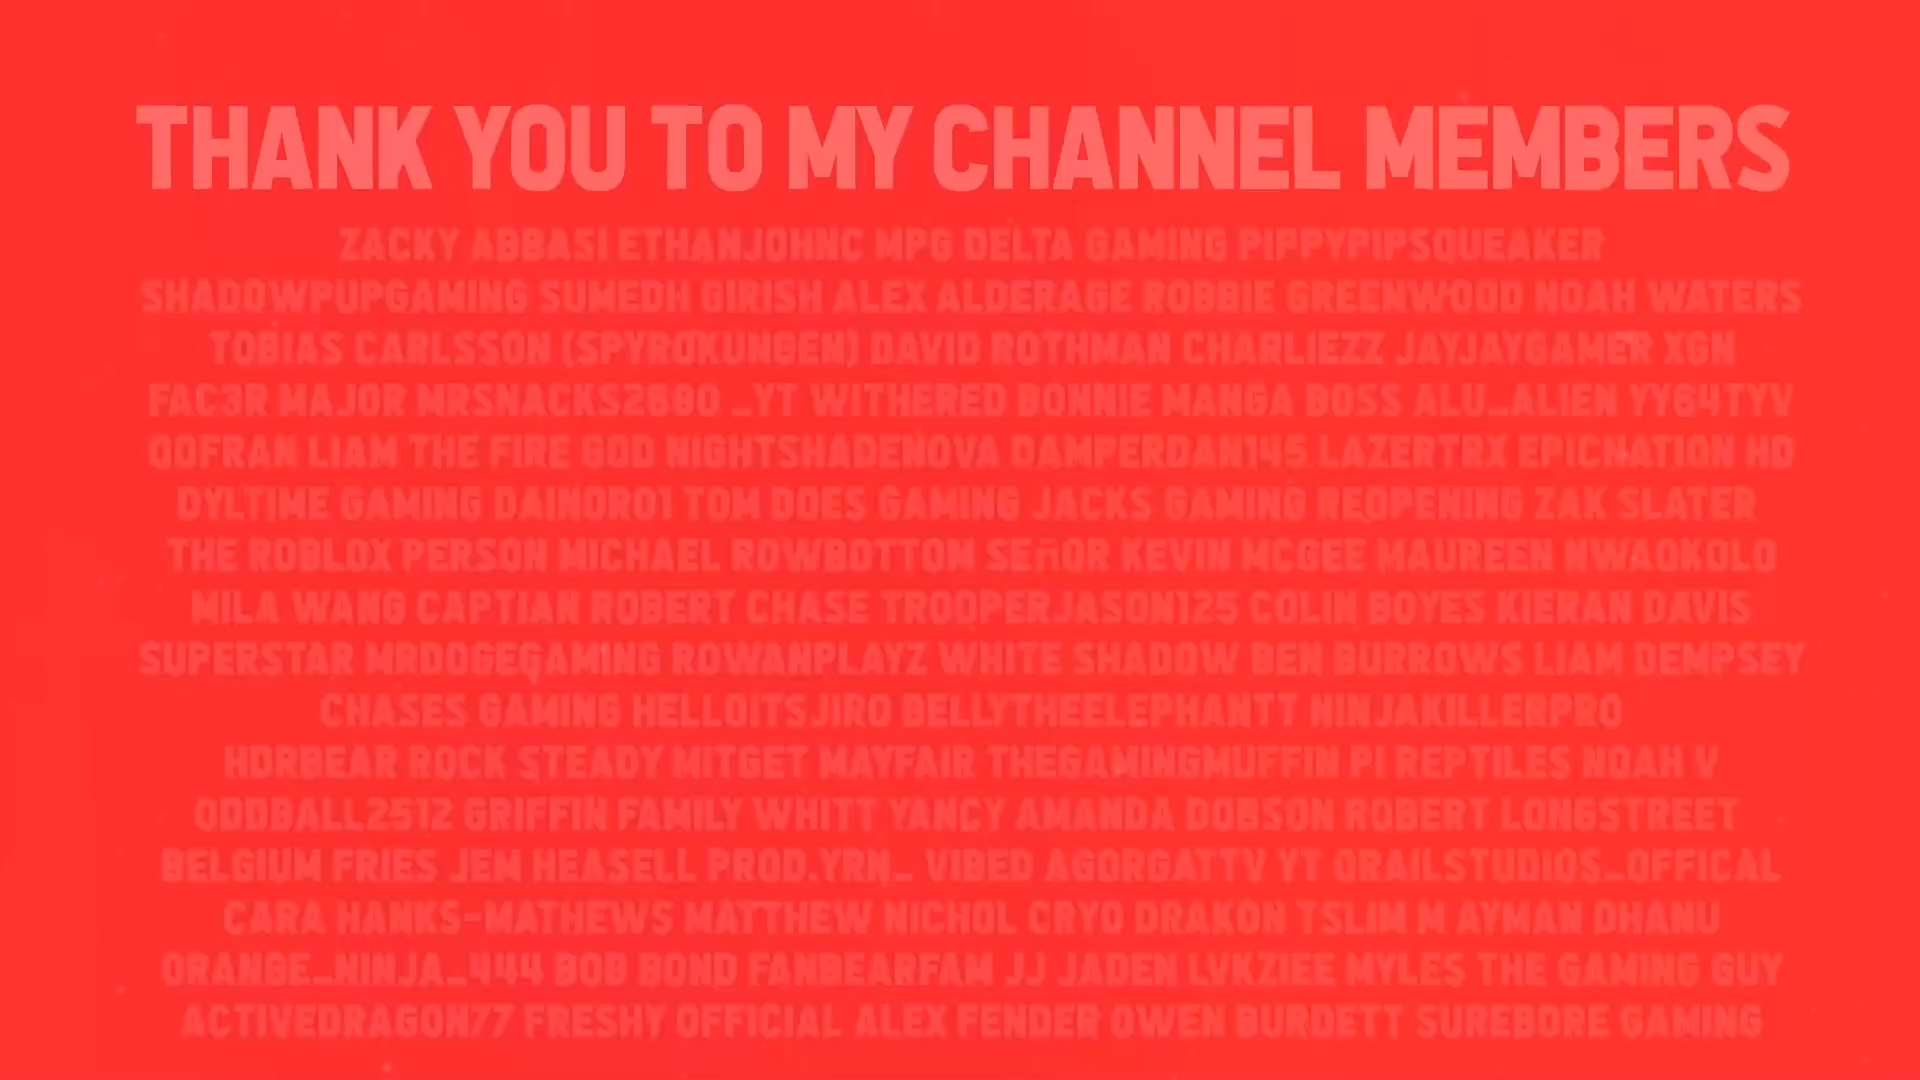 THANK YOU TO MY CHANNEL MEMBERS
ZACKY ABBASI ETHANJOHNC MPG DELTA GAMING PIPPYPIPSQUEAKER
SHADOWPUPGAMING SUMEDH GIRISH ALEX ALDERAGE ROBBIE GREENWOOD NOAH WATERS
TOBIAS CARLSSON (SPYROKUNGEN) DAVID ROTHMAN CHARLIEZZ JAYJAYGAMER XGN
FAC3R MAJOR MRSNACKS2680 _YT WITHERED BONNIE MANGA BOSS ALU_ALIEN YY64TYV
OOFRAN LIAM THE FIRE GOD NIGHTSHADENOVA DAMPERDAN145 LAZERTRX EPICNATION HD
DYLTIME GAMING DAINORO1 TOM DOES GAMING JACKS GAMING REOPENING ZAK SLATER
THE ROBLOX PERSON MICHAEL ROWBOTTOM SEñOR KEVIN MCGEE MAUREEN NWAOKOLO
MILA WANG CAPTIAN ROBERT CHASE TROOPERJASON125 COLIN BOYES KIERAN DAVIS
SUPERSTAR MRDOGEGAMING ROWANPLAYZ WHITE SHADOW BEN BURROWS LIAM DEMPSEY
CHASES GAMING HELLOITSJIRO BELLYTHEELEPHANTT NINJAKILLERPRO
HDRBEAR ROCK STEADY MITGET MAYFAIR THEGAMINGMUFFIN PI REPTILES NOAH V
ODDBALL2512 GRIFFIN FAMILY WHITT YANCY AMANDA DOBSON ROBERT LONGSTREET
BELGIUM FRIES JEM HEASELL PROD.YRN_ VIBED AGORGATTV YT ORAILSTUDIOS_OFFICAL
CARA HANKS-MATHEWS MATTHEW NICHOL CRYO DRAKON TSLIM M AYMAN DHANU
ORANGE_NINJA_444 BOB BOND FANBEARFAM JJ JADEN LVKZIEE MYLES THE GAMING GUY
ACTIVEDRAGON77 FRESHY OFFICIAL ALEX FENDER OWEN BURDETT SUREBORE GAMING